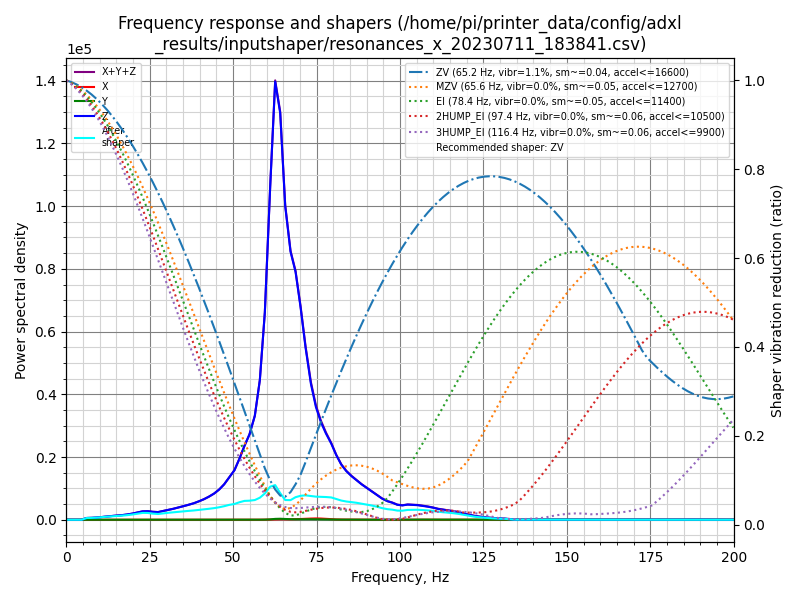 Frequency response and shapers (/home/pi/printer_data/config/adxl
_results/inputshaper/resonances_x_20230711_183841.csv)
1e5
X+Y+Z
X
Y
Z
After
shaper
ZV (65.2 Hz, vibr=1.1%, sm~=0.04, accel<=16600)
MZV (65.6 Hz, vibr=0.0%, sm~=0.05, accel<=12700)
EI (78.4 Hz, vibr=0.0%, sm~=0.05, accel<=11400)
2HUMP_EI (97.4 Hz, vibr=0.0%, sm~=0.06, accel<=10500)
3HUMP_EI (116.4 Hz, vibr=0.0%, sm~=0.06, accel<=9900)
Recommended shaper: ZV
Power spectral density
1.4
1.2
1.0
0.8
0.6
0.4
0.2
0.0
1.0
0.8
0.6
0.4
0.2
0.0
Shaper vibration reduction (ratio)
0 25 50 75 100 125 150 175 200
Frequency, Hz